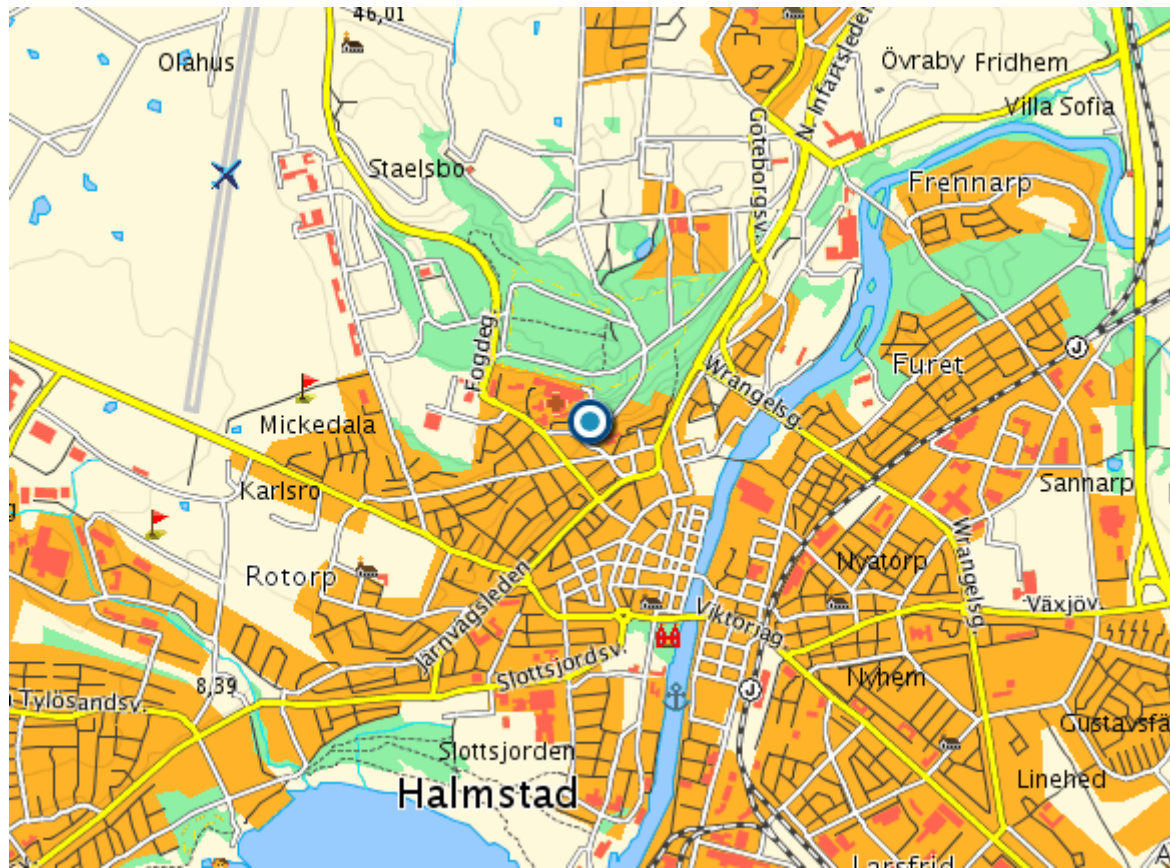 46,01
Olahus
Övraby Fridhem
N. Infartsleden
Villa Sofia
Göteborgsv.
Staelsbo
Frennarp
Fogdeg.
Furet
J
Wrangelsg.
Mickedala
Karlsro
Sannarp
Rotorp
Järnvägsleden
Nyatorp
Wrangelsg.
Viktoriag.
Växjöv.
Slottsjordsv.
8,39
Tylösandsv.
J
Nyhem
Slottsjorden
Gustavsfä
Linehed
Halmstad
Larsfrid